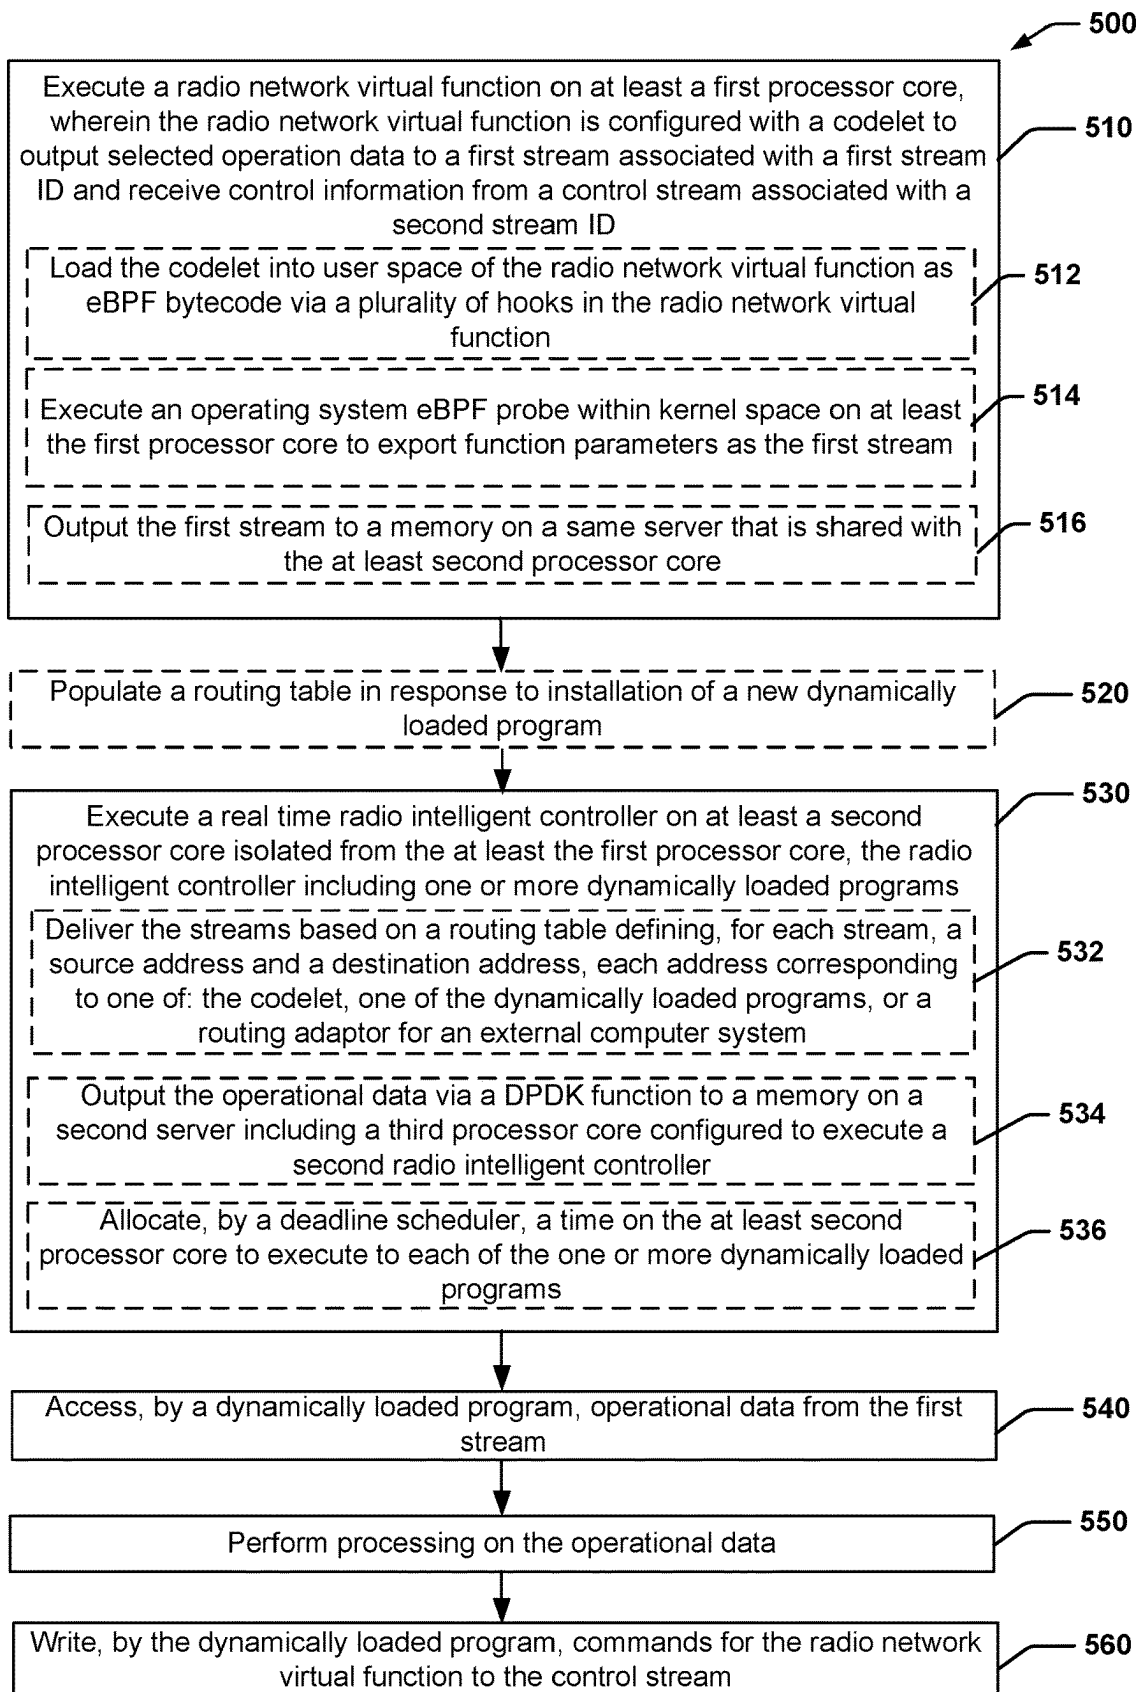 500
Execute a radio network virtual function on at least a first processor core,
wherein the radio network virtual function is configured with a codelet to
output selected operation data to a first stream associated with a first stream
ID and receive control information from a control stream associated with a
second stream ID
510
Load the codelet into user space of the radio network virtual function as
eBPF bytecode via a plurality of hooks in the radio network virtual
function
512
Execute an operating system eBPF probe within kernel space on at least
the first processor core to export function parameters as the first stream
514
Output the first stream to a memory on a same server that is shared with
the at least second processor core
516
Populate a routing table in response to installation of a new dynamically
loaded program
520
Execute a real time radio intelligent controller on at least a second
processor core isolated from the at least the first processor core, the radio
intelligent controller including one or more dynamically loaded programs
530
Deliver the streams based on a routing table defining, for each stream, a
source address and a destination address, each address corresponding
to one of: the codelet, one of the dynamically loaded programs, or a
routing adaptor for an external computer system
532
Output the operational data via a DPDK function to a memory on a
second server including a third processor core configured to execute a
second radio intelligent controller
534
Allocate, by a deadline scheduler, a time on the at least second
processor core to execute to each of the one or more dynamically loaded
programs
536
Access, by a dynamically loaded program, operational data from the first
stream
540
Perform processing on the operational data
550
Write, by the dynamically loaded program, commands for the radio network
virtual function to the control stream
560